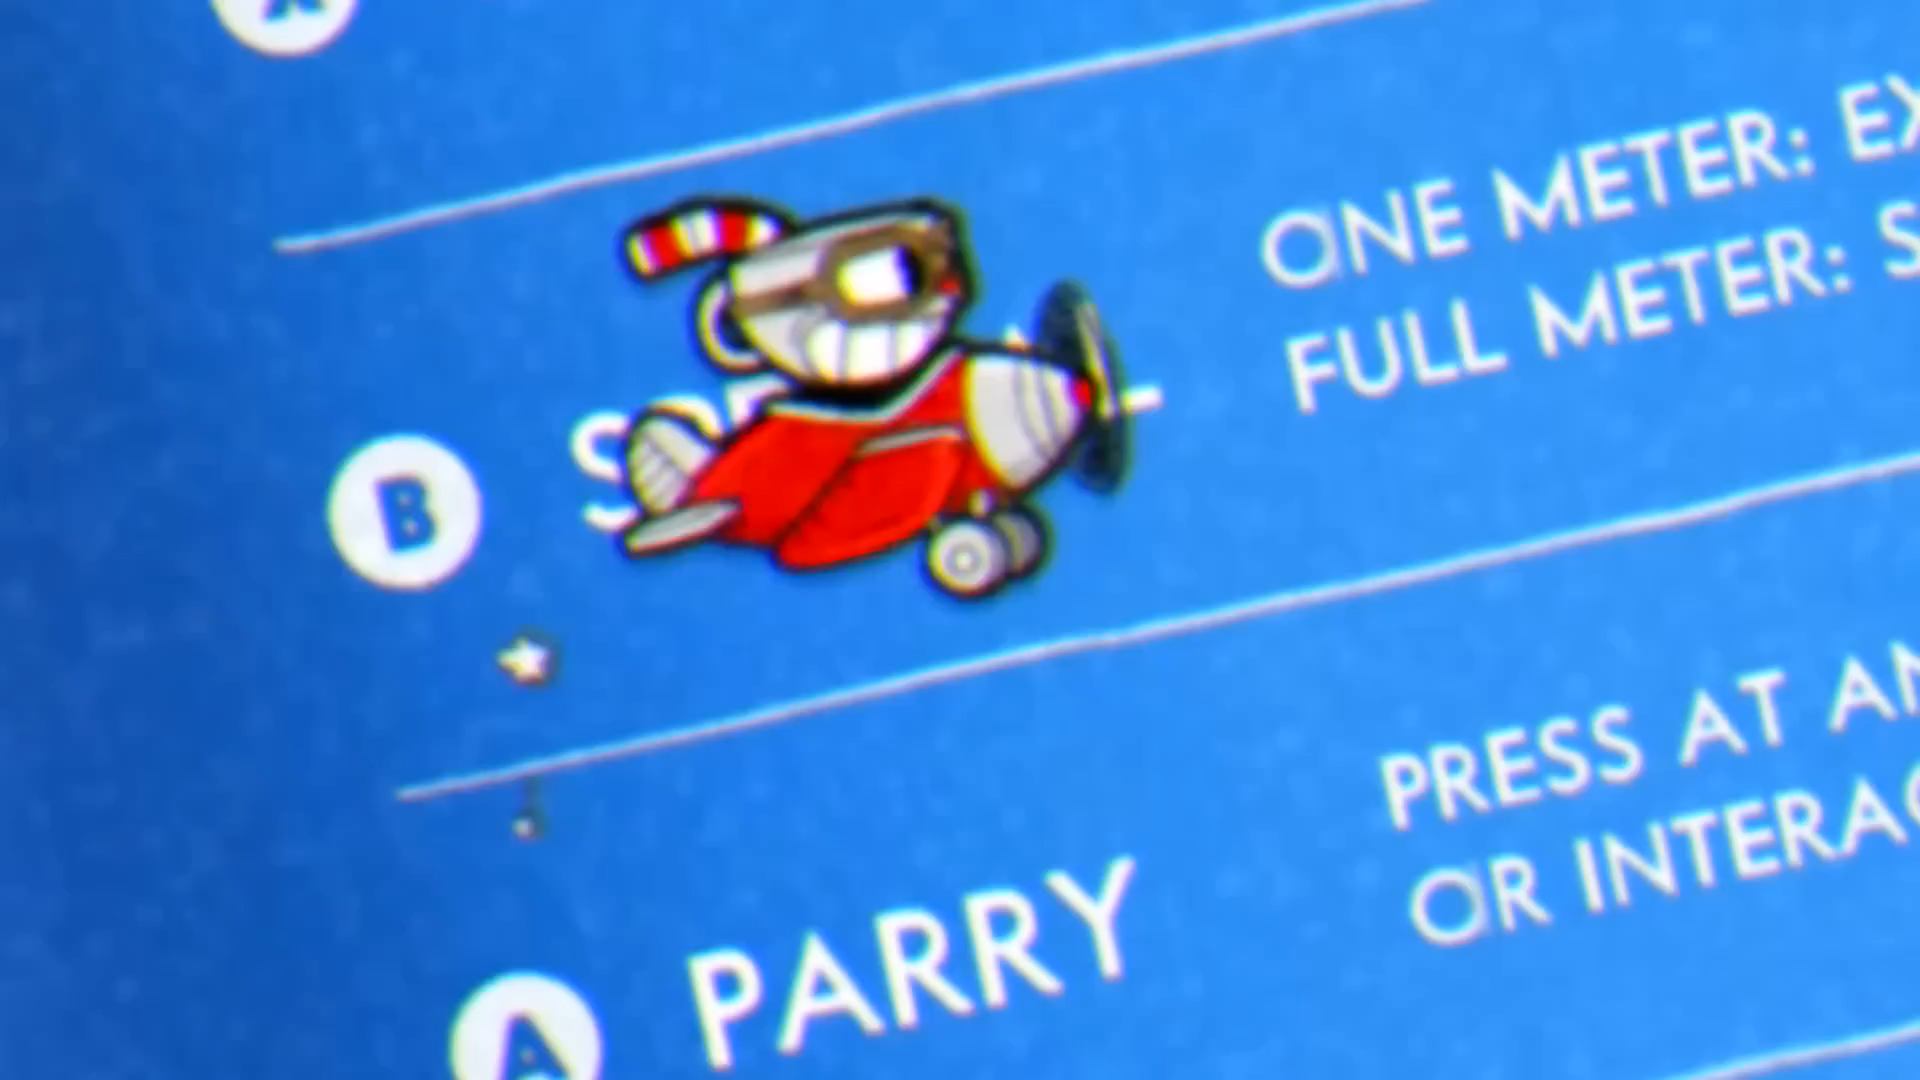 X
ONE METER: EX
FULL METER: S
B
PRESS AT AN
OR INTERAC
PARRY
A